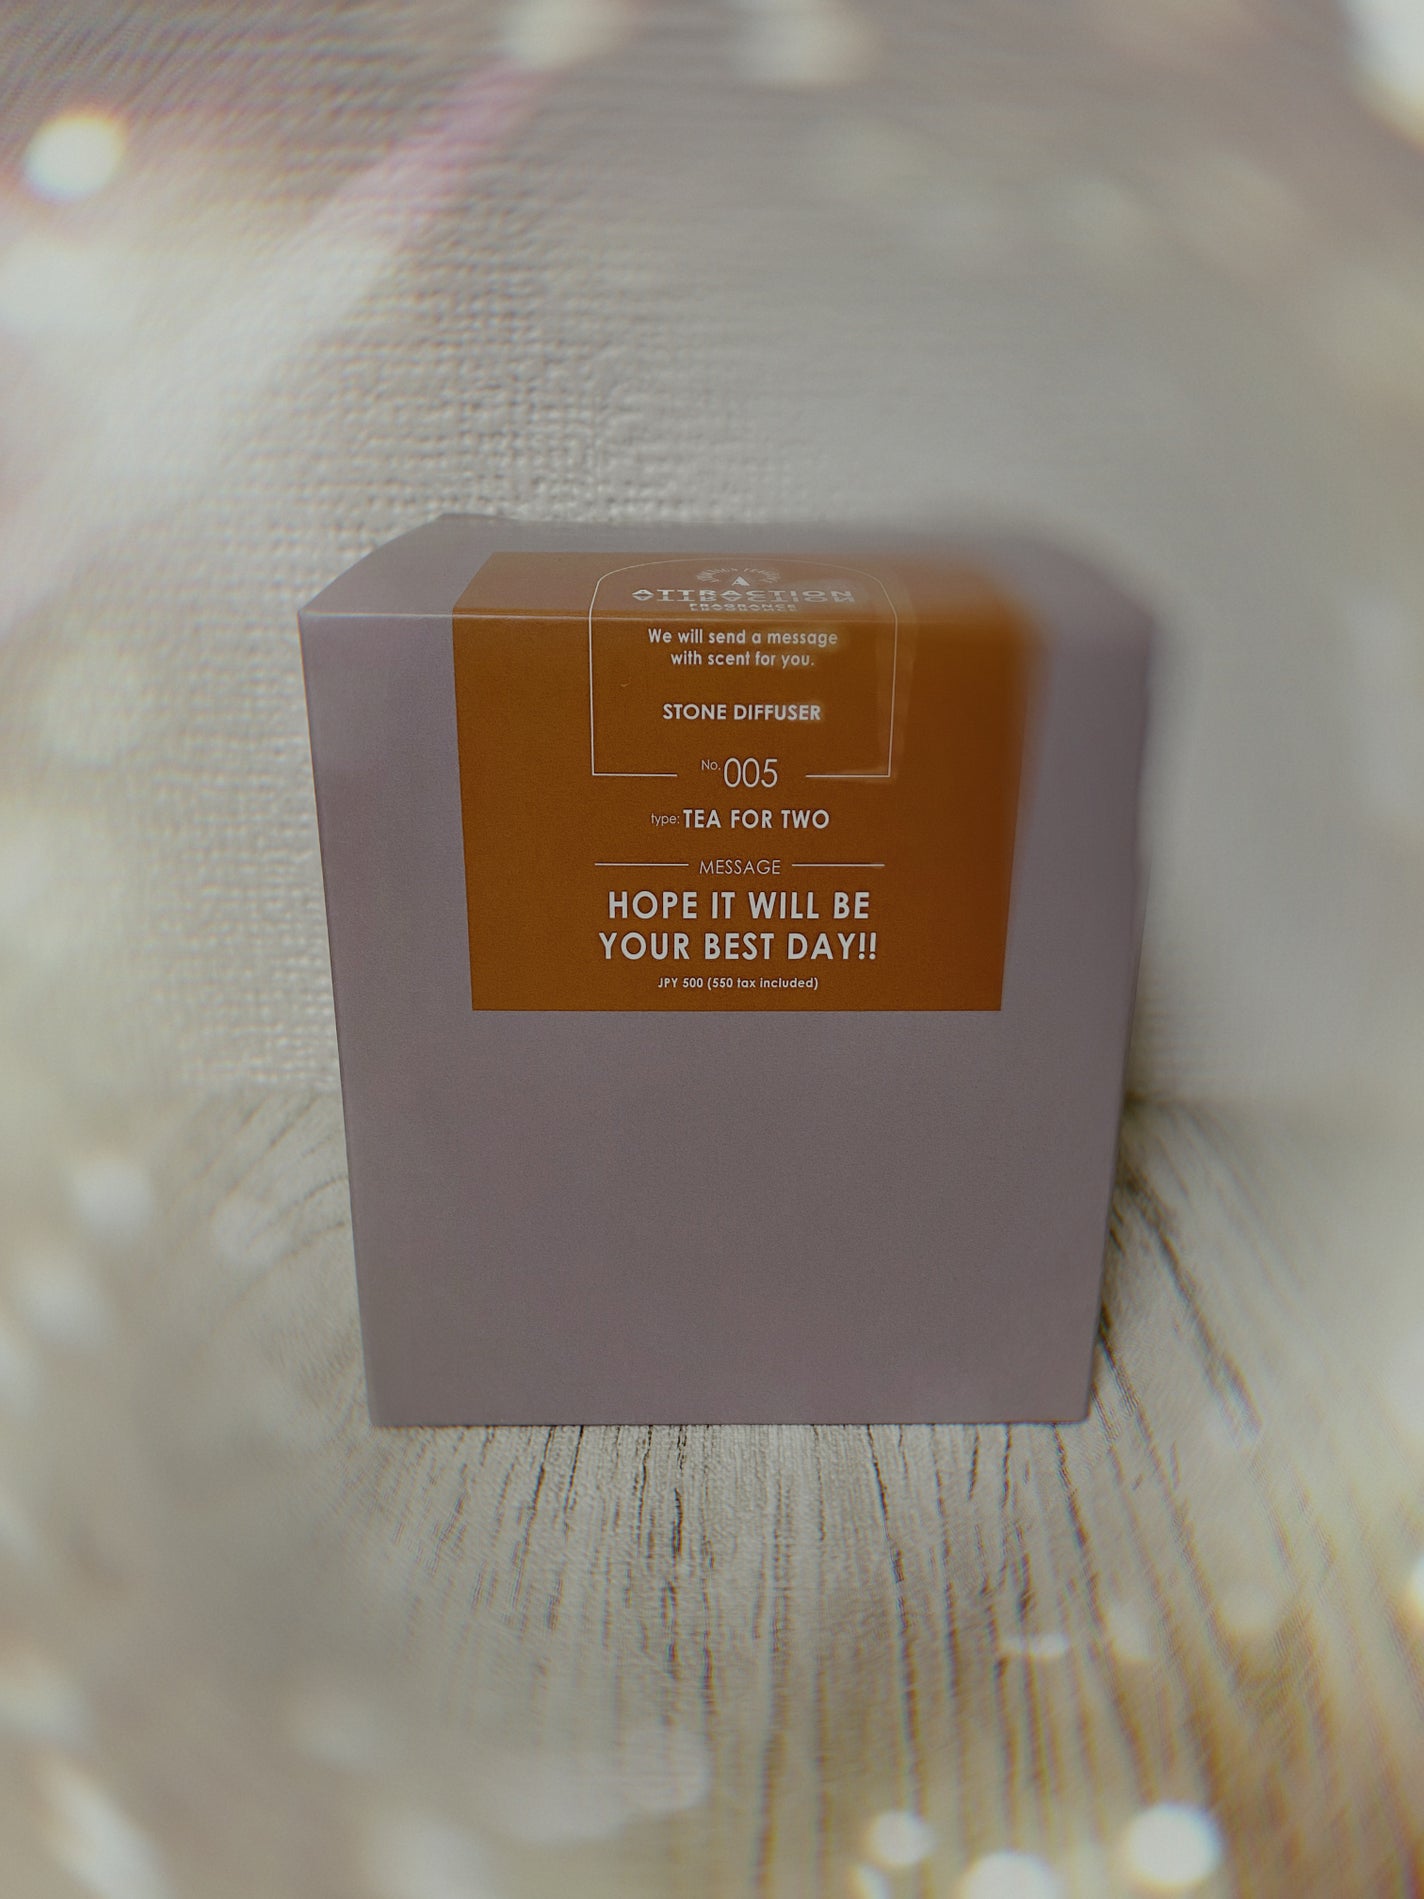 A
ATTRACTION
FRAGRANCE
We will send a message
with scent for you.
STONE DIFFUSER
No.005
type: TEA FOR TWO
MESSAGE
HOPE IT WILL BE
YOUR BEST DAY!!
JPY 500 (550 tax included)